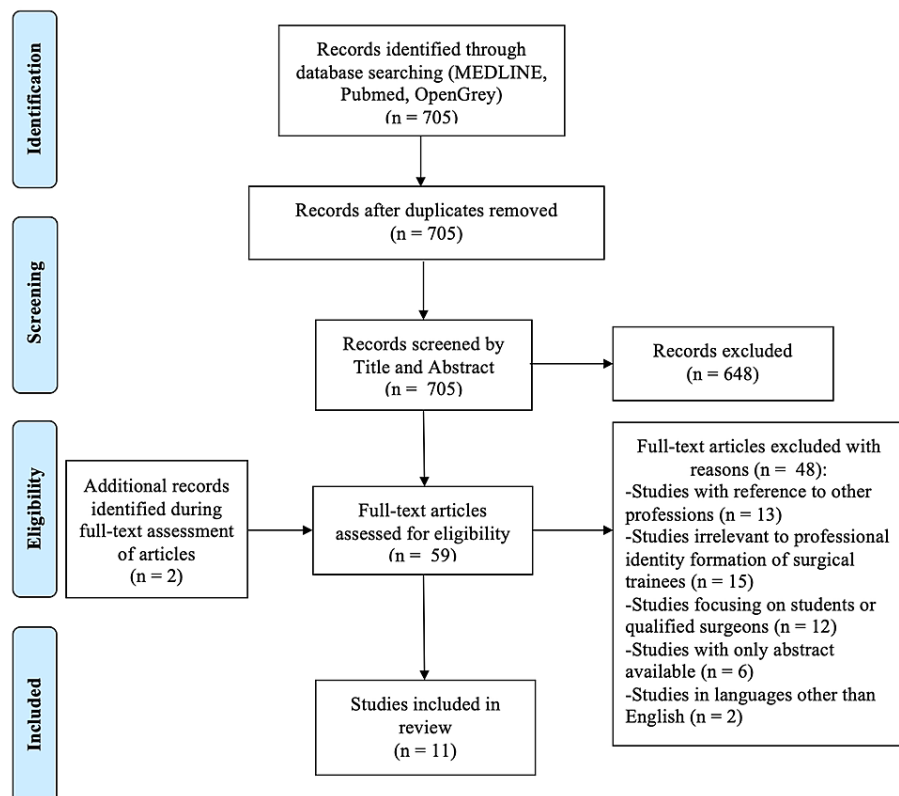 Identification
Records identified through
database searching (MEDLINE,
Pubmed, OpenGrey)
(n = 705)
Records after duplicates removed
(n = 705)
Screening
Records screened by
Title and Abstract
(n = 705)
Records excluded
(n = 648)
Eligibility
Additional records
identified during
full-text assessment
of articles
(n = 2)
Full-text articles
assessed for eligibility
(n = 59)
Full-text articles excluded with
reasons (n = 48):
-Studies with reference to other
professions (n = 13)
-Studies irrelevant to professional
identity formation of surgical
trainees (n = 15)
-Studies focusing on students or
qualified surgeons (n = 12)
-Studies with only abstract
available (n = 6)
-Studies in languages other than
English (n = 2)
Included
Studies included in
review
(n = 11)